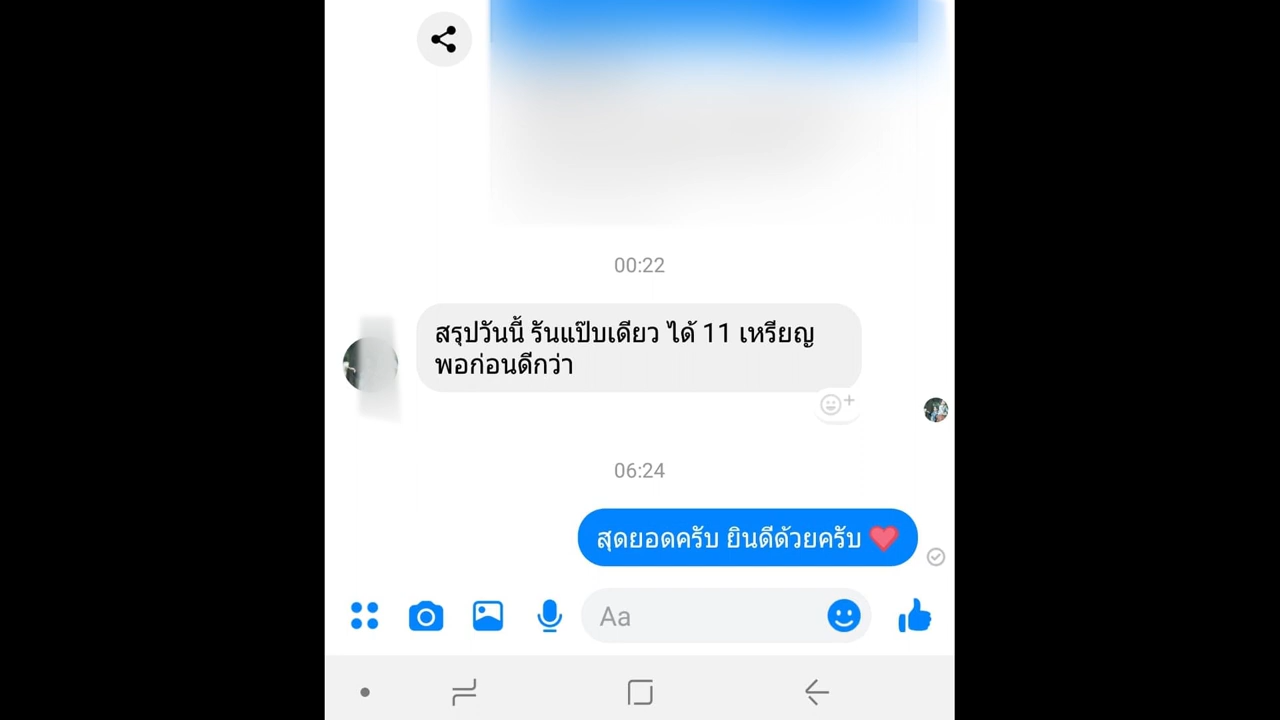 00:22
สรุปวันนี้ รันแป๊บเดียว ได้ 11 เหรียญ
พอก่อนดีกว่า
06:24
สุดยอดครับ ยินดีด้วยครับ ❤️
Aa